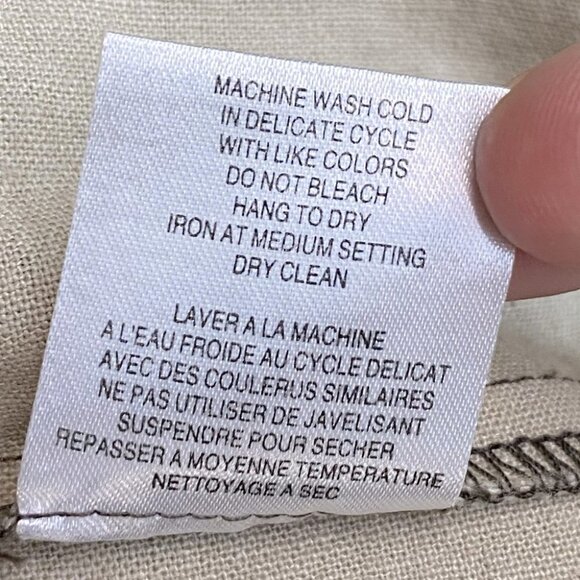 MACHINE WASH COLD
IN DELICATE CYCLE
WITH LIKE COLORS
DO NOT BLEACH
HANG TO DRY
IRON AT MEDIUM SETTING
DRY CLEAN
LAVER A LA MACHINE
A L'EAU FROIDE AU CYCLE DELICAT
AVEC DES COULERUS SIMILAIRES
NE PAS UTILISER DE JAVELISANT
SUSPENDRE POUR SECHER
REPASSER A MOYENNE TEMPERATURE
NETTOYAGE A SEC